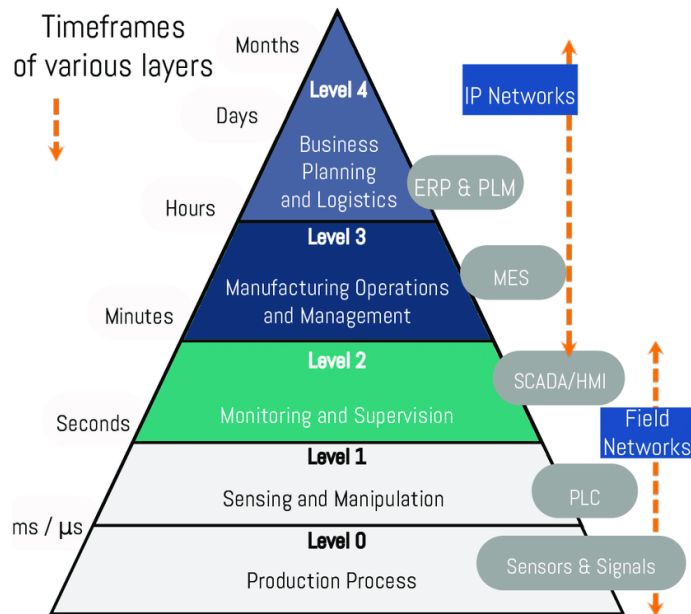 Timeframes
of various layers
Months
Days
Hours
Minutes
Seconds
ms / µs
Level 4
Business
Planning
and Logistics
ERP & PLM
Level 3
Manufacturing Operations
and Management
MES
Level 2
Monitoring and Supervision
SCADA/HMI
Level 1
Sensing and Manipulation
PLC
Level 0
Production Process
Sensors & Signals
IP Networks
Field
Networks